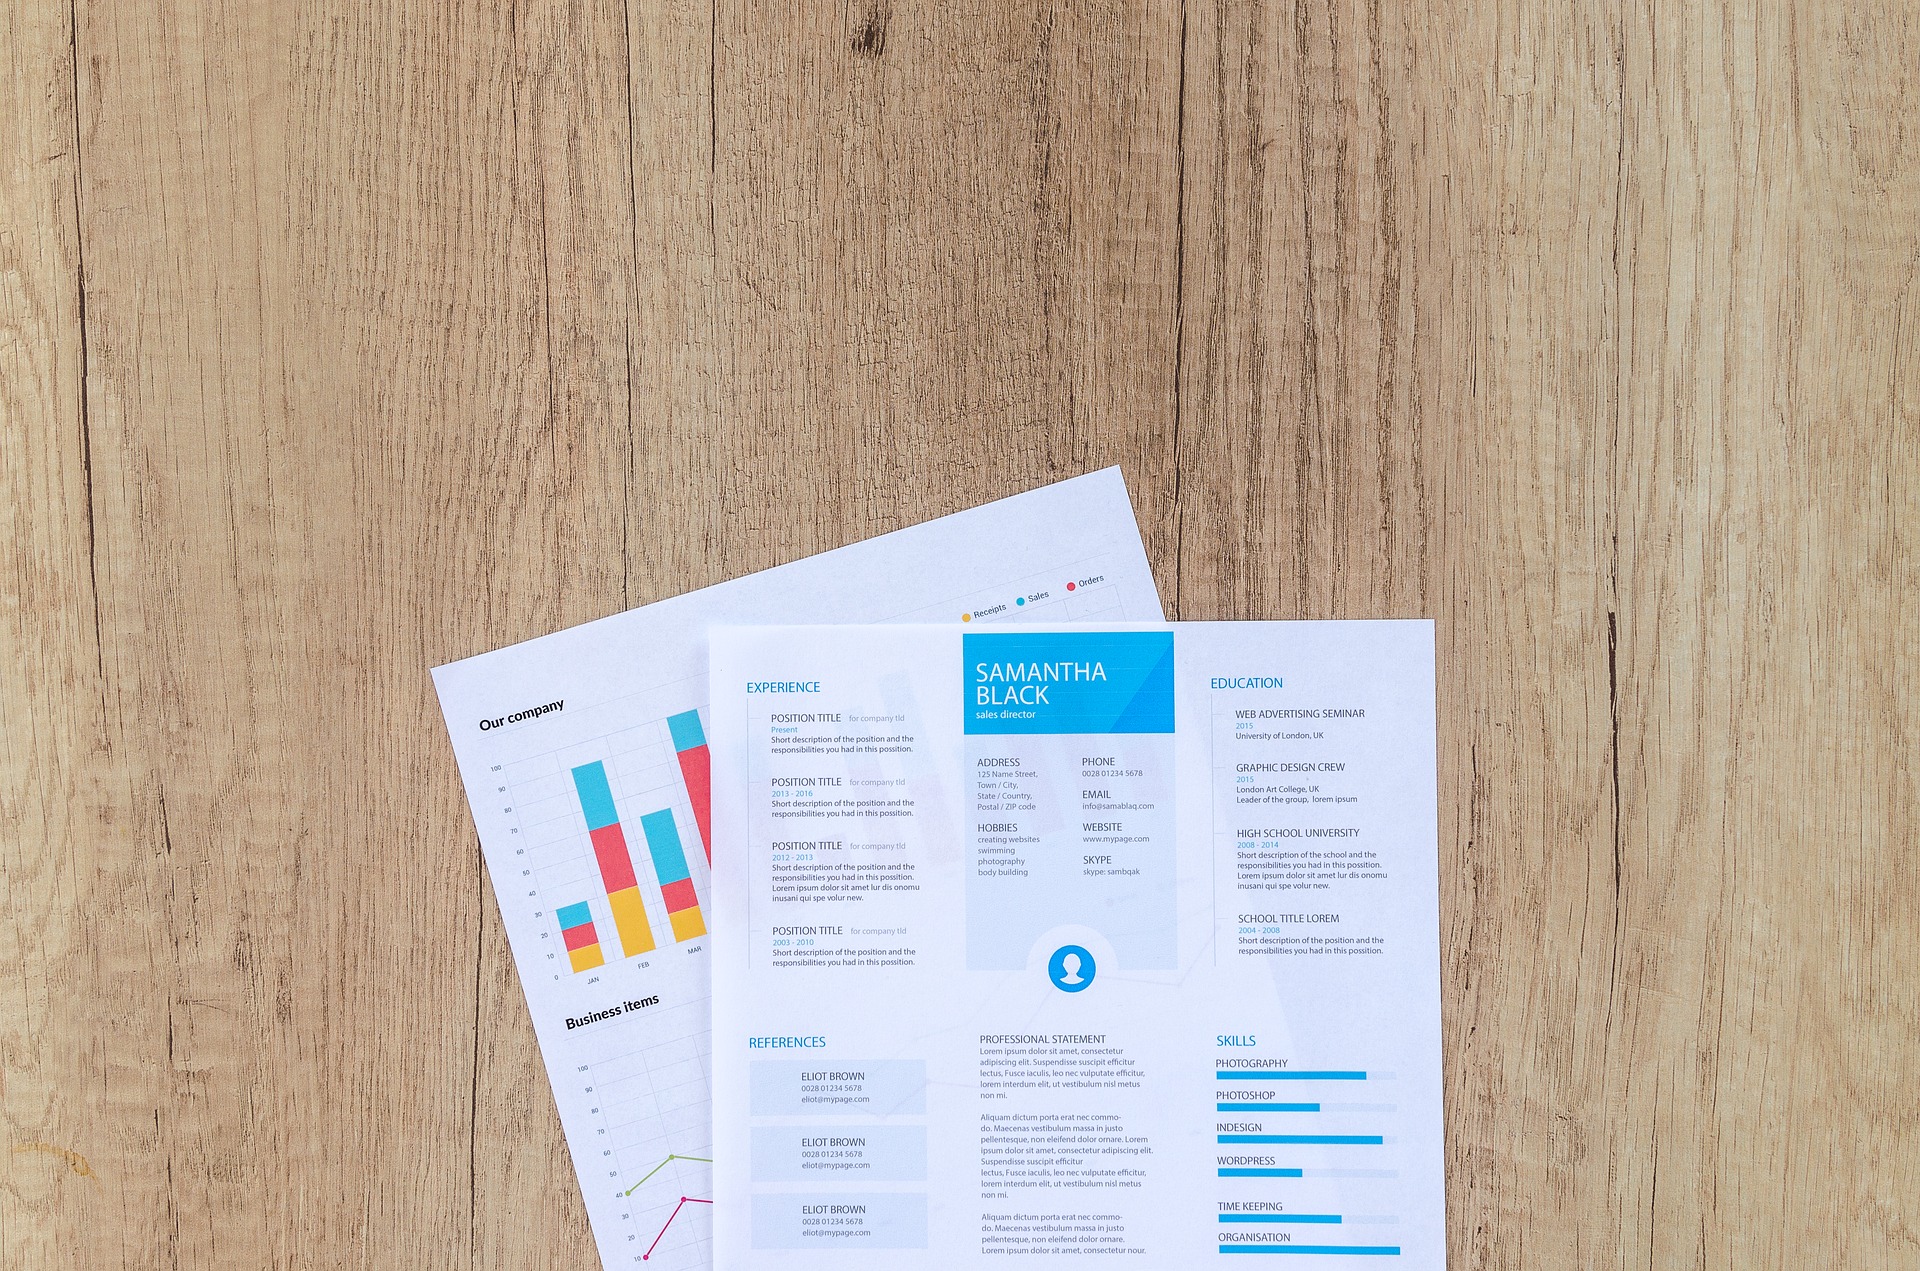 Receipts
Sales
Orders
Our company
100
90
80
70
60
50
40
30
20
10
0
JAN
FEB
MAR
Business items
100
90
80
70
60
50
40
30
20
10
EXPERIENCE
POSITION TITLE for company tld
Present
Short description of the position and the
responsibilities you had in this possition.
POSITION TITLE for company tld
2013 - 2016
Short description of the position and the
responsibilities you had in this possition.
POSITION TITLE for company tld
2012 - 2013
Short description of the position and the
responsibilities you had in this possition.
Lorem ipsum dolor sit amet lur dis onomu
inusani qui spe volur new.
POSITION TITLE for company tld
2003 - 2010
Short description of the position and the
responsibilities you had in this possition.
SAMANTHA
BLACK
sales director
ADDRESS
125 Name Street,
Town / City,
State / Country,
Postal / ZIP code
HOBBIES
creating websites
swimming
photography
body building
PHONE
0028 01234 5678
EMAIL
info@samablaq.com
WEBSITE
www.mypage.com
SKYPE
skype: sambqak
EDUCATION
WEB ADVERTISING SEMINAR
2015
University of London, UK
GRAPHIC DESIGN CREW
2015
London Art College, UK
Leader of the group, lorem ipsum
HIGH SCHOOL UNIVERSITY
2008 - 2014
Short description of the school and the
responsibilities you had in this possition.
Lorem ipsum dolor sit amet lur dis onomu
inusani qui spe volur new.
SCHOOL TITLE LOREM
2004 - 2008
Short description of the position and the
responsibilities you had in this possition.
REFERENCES
ELIOT BROWN
0028 01234 5678
eliot@mypage.com
ELIOT BROWN
0028 01234 5678
eliot@mypage.com
ELIOT BROWN
0028 01234 5678
eliot@mypage.com
PROFESSIONAL STATEMENT
Lorem ipsum dolor sit amet, consectetur
adipiscing elit. Suspendisse suscipit efficitur
lectus, Fusce iaculis, leo nec vulputate efficitur,
lorem interdum elit, ut vestibulum nisl metus
non mi.
Aliquam dictum porta erat nec commo-
do. Maecenas vestibulum massa in justo
pellentesque, non eleifend dolor ornare. Lorem
ipsum dolor sit amet, consectetur adipiscing elit.
Suspendisse suscipit efficitur
lectus, Fusce iaculis, leo nec vulputate efficitur,
lorem interdum elit, ut vestibulum nisl metus
non mi.
Aliquam dictum porta erat nec commo-
do. Maecenas vestibulum massa in justo
pellentesque, non eleifend dolor ornare.
Lorem ipsum dolor sit amet, consectetur nour.
SKILLS
PHOTOGRAPHY
PHOTOSHOP
INDESIGN
WORDPRESS
TIME KEEPING
ORGANISATION